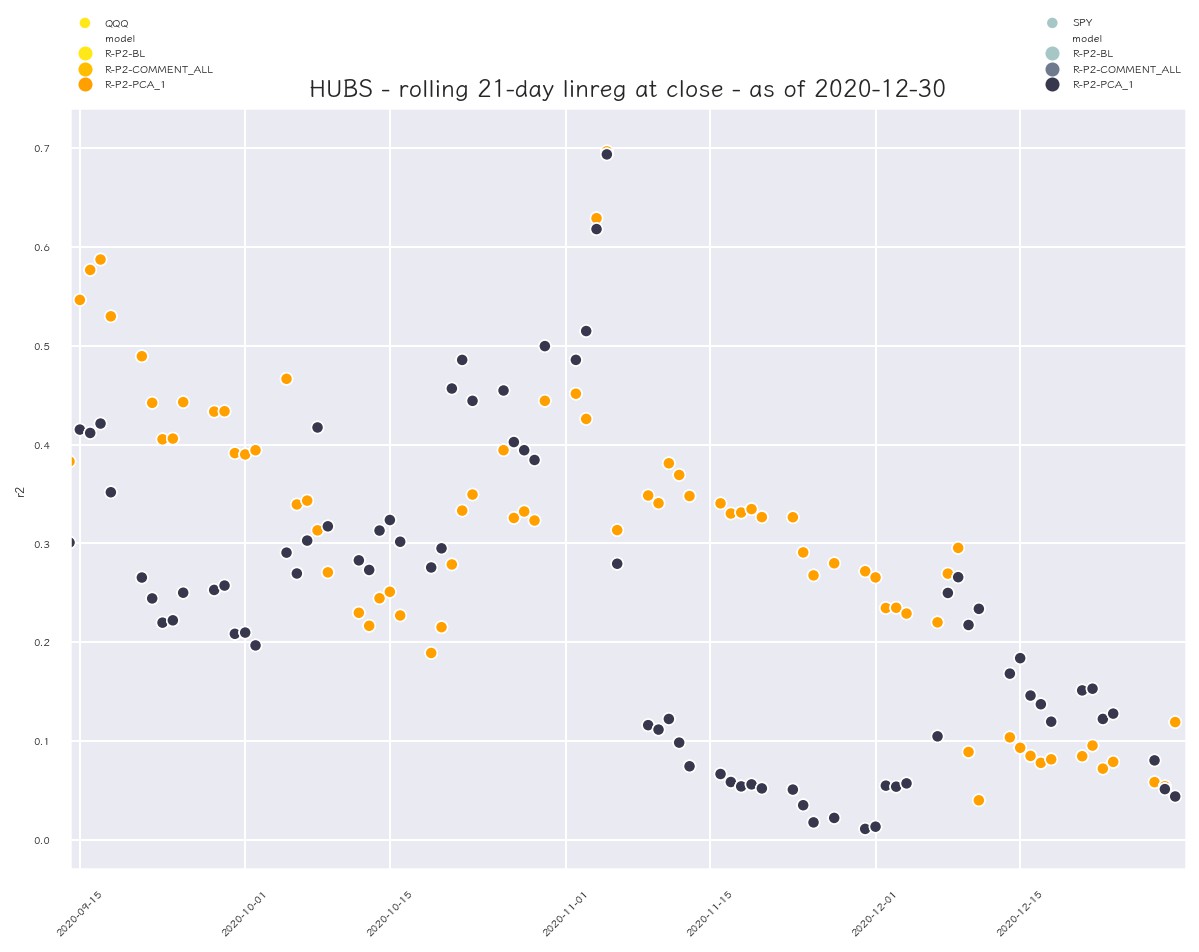 QQQ
model
R-P2-BL
R-P2-COMMENT_ALL
R-P2-PCA_1
SPY
model
R-P2-BL
R-P2-COMMENT_ALL
R-P2-PCA_1
HUBS - rolling 21-day linreg at close - as of 2020-12-30
r2
0.7
0.6
0.5
0.4
0.3
0.2
0.1
0.0
2020-09-15
2020-10-01
2020-10-15
2020-11-01
2020-11-15
2020-12-01
2020-12-15